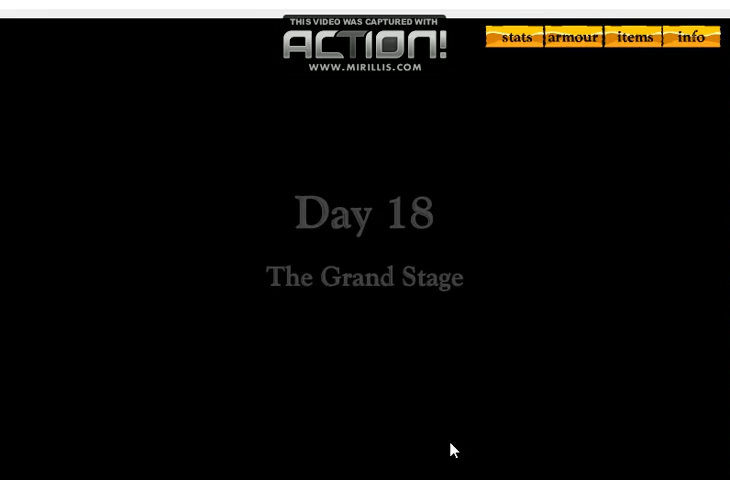 THIS VIDEO WAS CAPTURED WITH
ACTION!
WWW.MIRILLIS.COM
stats armour items info
Day 18
The Grand Stage